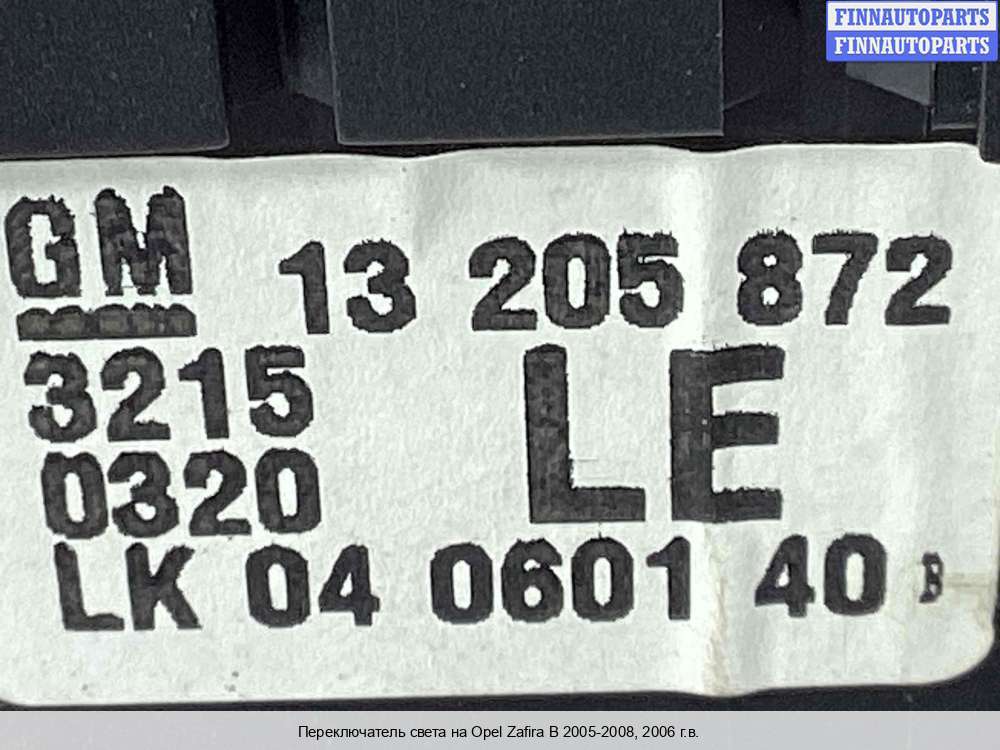 FINNAUTOPARTS
FINNAUTOPARTS
GM 13 205 872
3215 LE
0320
LK 04 0601 40 B
Переключатель света на Opel Zafira B 2005-2008, 2006 г.в.